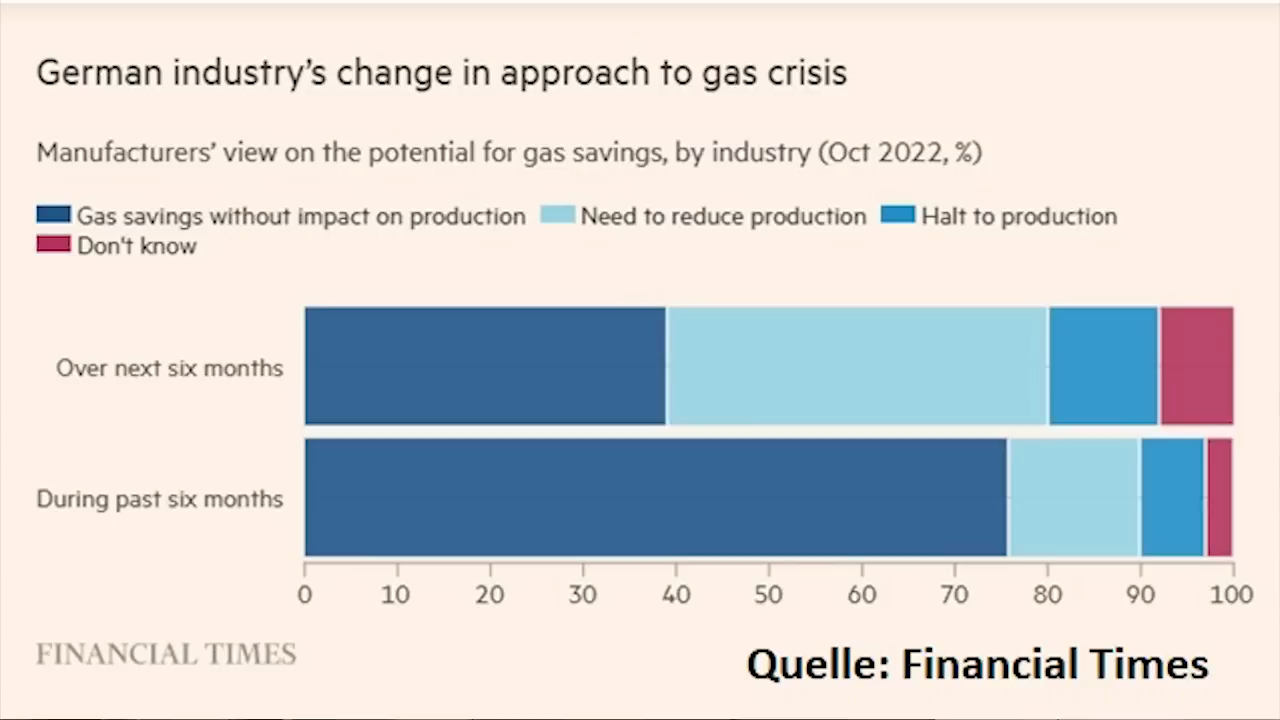 German industry’s change in approach to gas crisis
Manufacturers’ view on the potential for gas savings, by industry (Oct 2022, %)
Gas savings without impact on production Need to reduce production Halt to production
Don't know
Over next six months
During past six months
0 10 20 30 40 50 60 70 80 90 100
FINANCIAL TIMES
Quelle: Financial Times